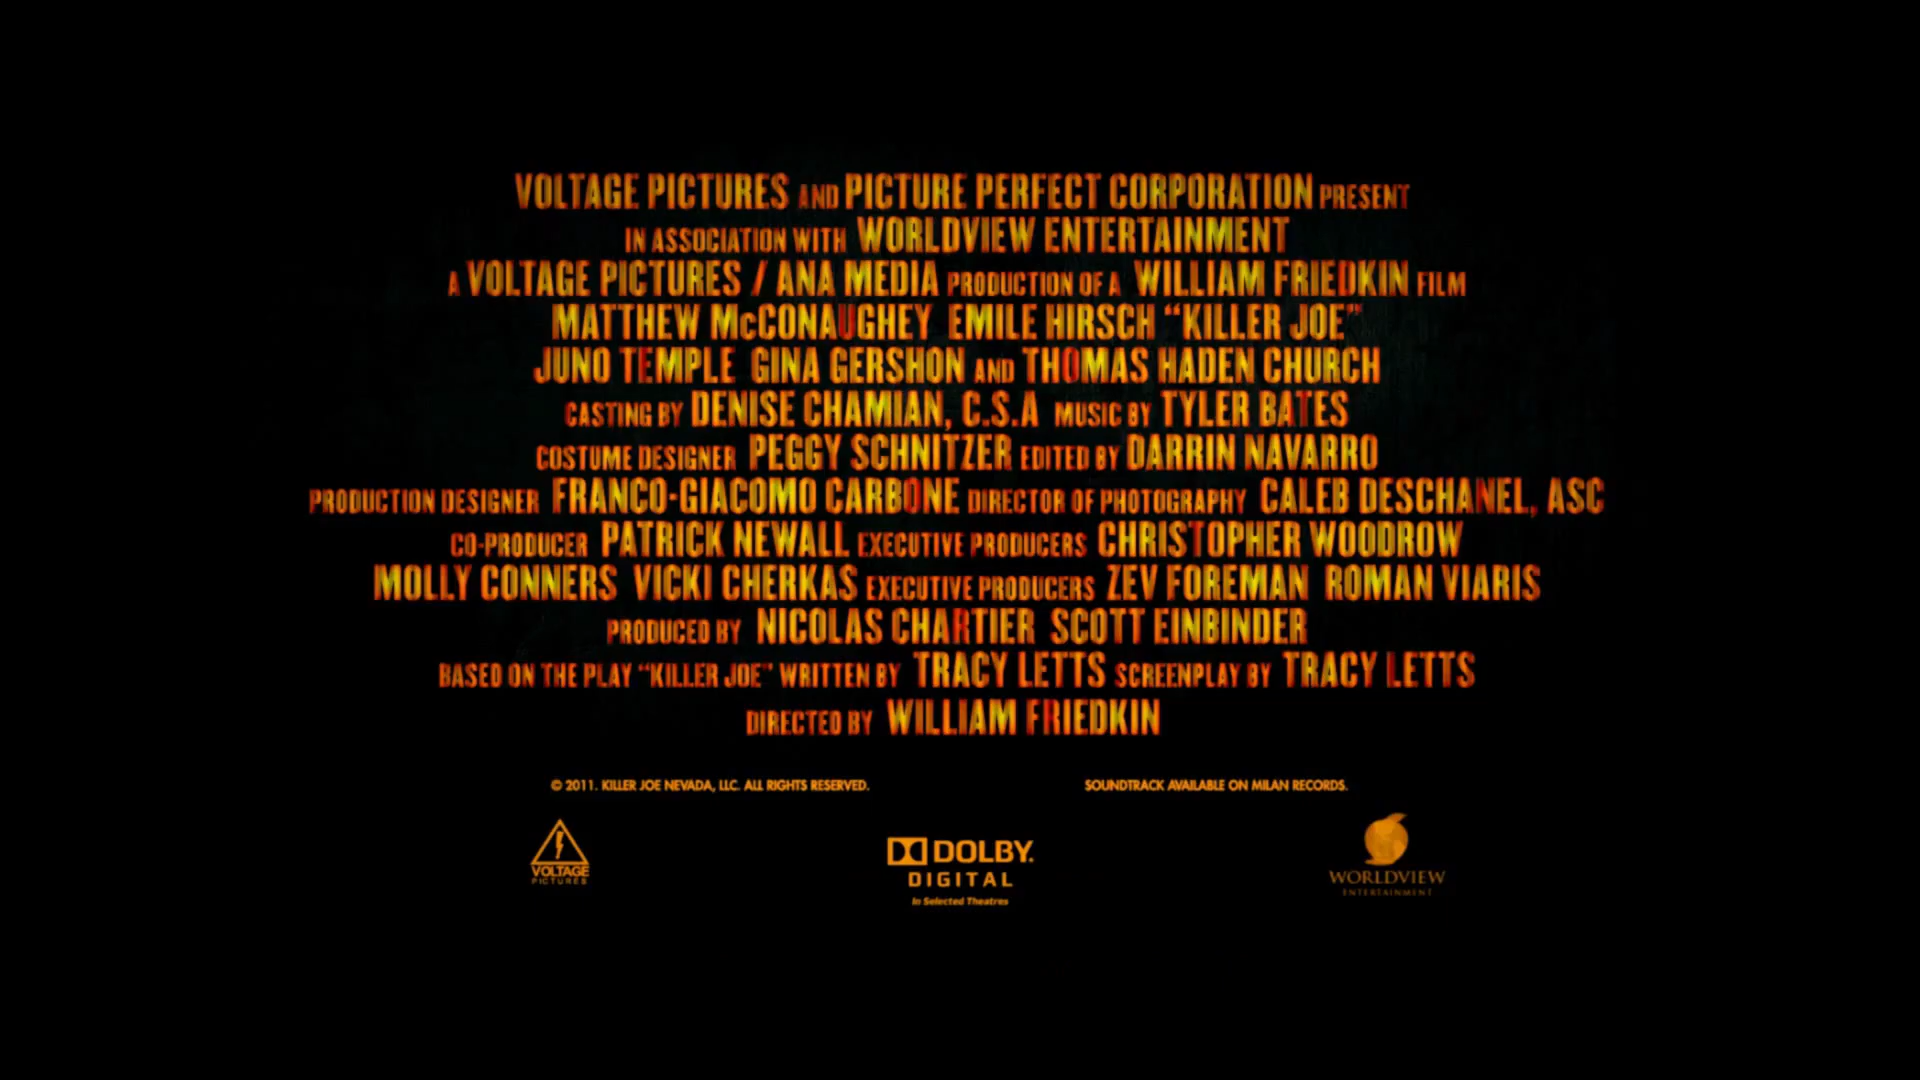 VOLTAGE PICTURES AND PICTURE PERFECT CORPORATION PRESENT
IN ASSOCIATION WITH WORLDVIEW ENTERTAINMENT
A VOLTAGE PICTURES / ANA MEDIA PRODUCTION OF A WILLIAM FRIEDKIN FILM
MATTHEW McCONAUGHEY EMILE HIRSCH “KILLER JOE”
JUNO TEMPLE GINA GERSHON AND THOMAS HADEN CHURCH
CASTING BY DENISE CHAMIAN, C.S.A MUSIC BY TYLER BATES
COSTUME DESIGNER PEGGY SCHNITZER EDITED BY DARRIN NAVARRO
PRODUCTION DESIGNER FRANCO-GIACOMO CARBONE DIRECTOR OF PHOTOGRAPHY CALEB DESCHANEL, ASC
CO-PRODUCER PATRICK NEWALL EXECUTIVE PRODUCERS CHRISTOPHER WOODROW
MOLLY CONNERS VICKI CHERKAS EXECUTIVE PRODUCERS ZEV FOREMAN ROMAN VIARIS
PRODUCED BY NICOLAS CHARTIER SCOTT EINBINDER
BASED ON THE PLAY “KILLER JOE” WRITTEN BY TRACY LETTS SCREENPLAY BY TRACY LETTS
DIRECTED BY WILLIAM FRIEDKIN
© 2011. KILLER JOE NEVADA, LLC. ALL RIGHTS RESERVED.
SOUNDTRACK AVAILABLE ON MILAN RECORDS.
VOLTAGE
PICTURES
DOLBY.
DIGITAL
In Selected Theatres
WORLDVIEW
ENTERTAINMENT